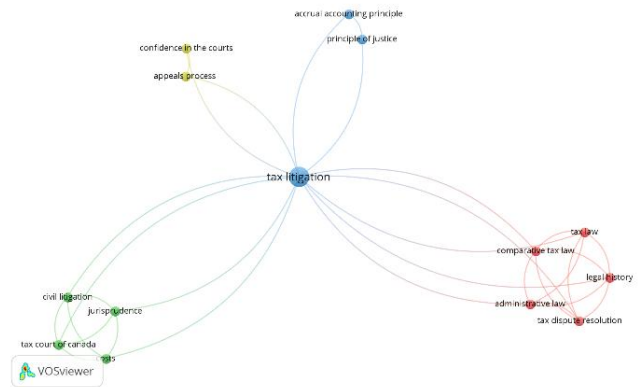 accrual accounting principle
principle of justice
confidence in the courts
appeals process
tax litigation
tax law
comparative tax law
legal history
administrative law
tax dispute resolution
civil litigation
jurisprudence
tax court of canada
costs
VOSviewer